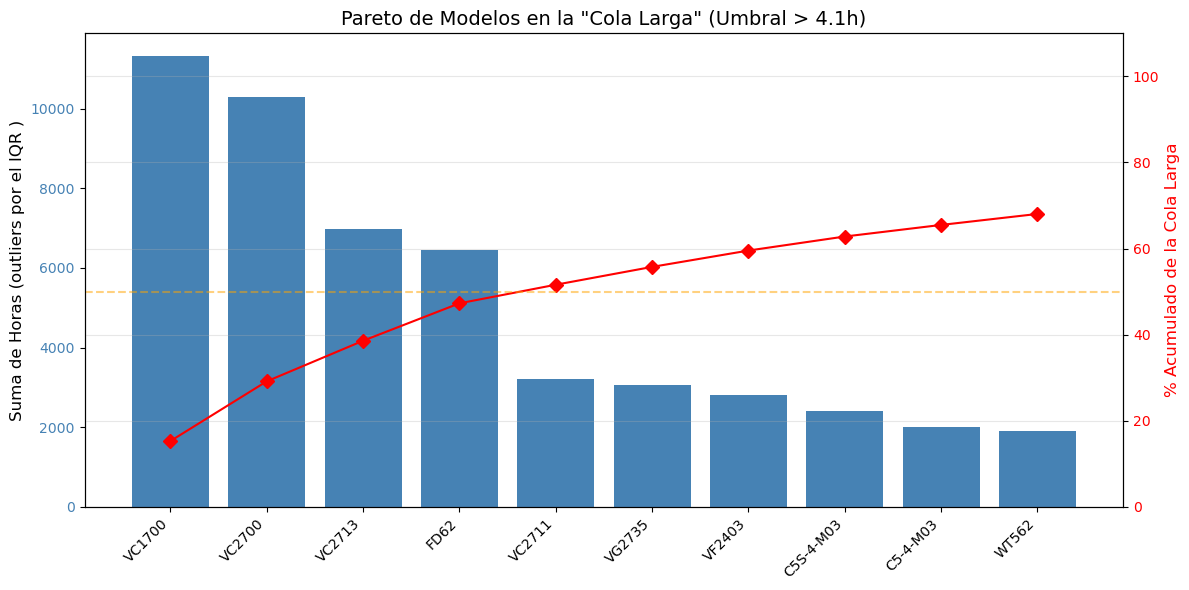 Pareto de Modelos en la "Cola Larga" (Umbral > 4.1h)
Suma de Horas (outliers por el IQR )
10000
8000
6000
4000
2000
0
100
80
60
40
20
0
% Acumulado de la Cola Larga
VC1700
VC2700
VC2713
FD62
VC2711
VG2735
VF2403
C5S-4-M03
C5-4-M03
WT562